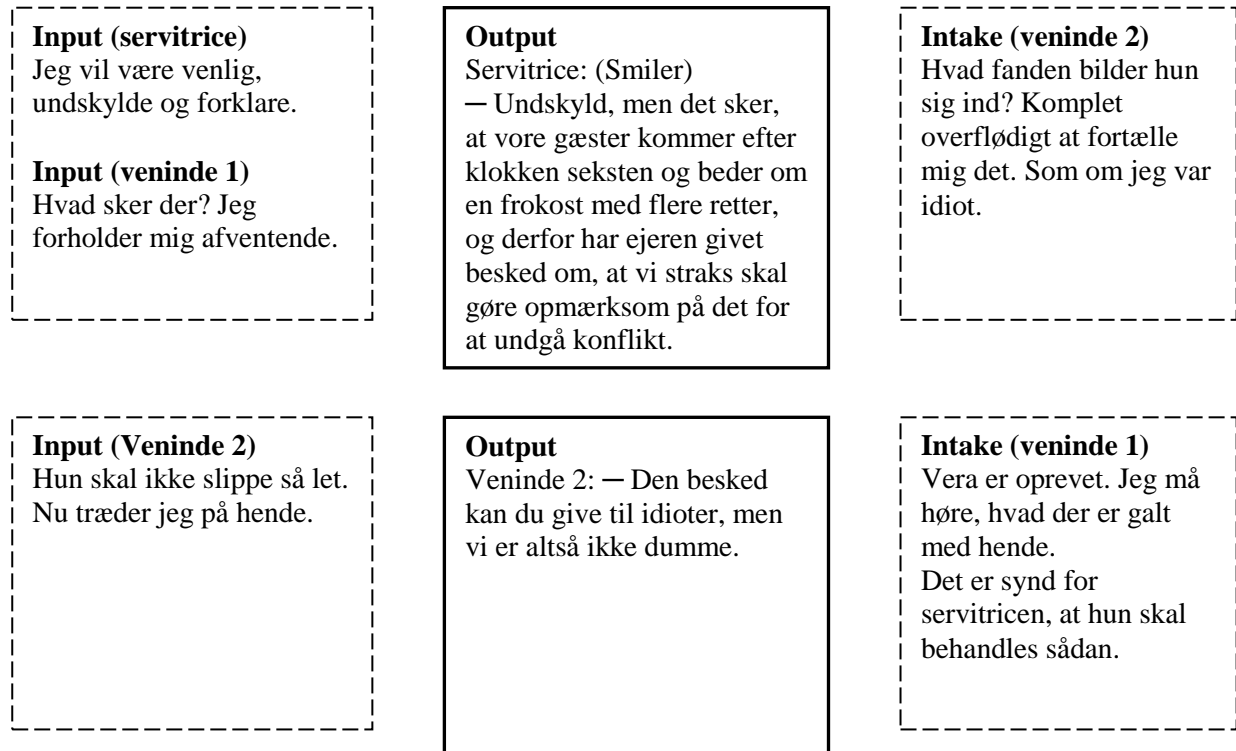 Input (servitrice)
Jeg vil være venlig,
undskylde og forklare.
Input (veninde 1)
Hvad sker der? Jeg
forholder mig afventende.
Output
Servitrice: (Smiler)
─ Undskyld, men det sker,
at vore gæster kommer efter
klokken seksten og beder om
en frokost med flere retter,
og derfor har ejeren givet
besked om, at vi straks skal
gøre opmærksom på det for
at undgå konflikt.
Intake (veninde 2)
Hvad fanden bilder hun
sig ind? Komplet
overflødigt at fortælle
mig det. Som om jeg var
idiot.
Input (Veninde 2)
Hun skal ikke slippe så let.
Nu træder jeg på hende.
Output
Veninde 2: ─ Den besked
kan du give til idioter, men
vi er altså ikke dumme.
Intake (veninde 1)
Vera er oprevet. Jeg må
høre, hvad der er galt
med hende.
Det er synd for
servitricen, at hun skal
behandles sådan.